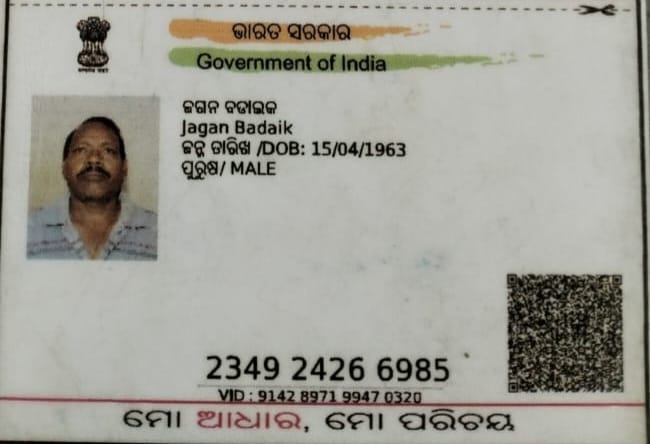 ଭାରତ ସରକାର
Government of India
ଜଗନ ବଡାଇକ
Jagan Badaik
ଜନ୍ମ ତାରିଖ /DOB: 15/04/1963
ପୁରୁଷ/ MALE
2349 2426 6985
VID : 9142 8971 9947 0320
ମୋ ଆଧାର, ମୋ ପରିଚୟ